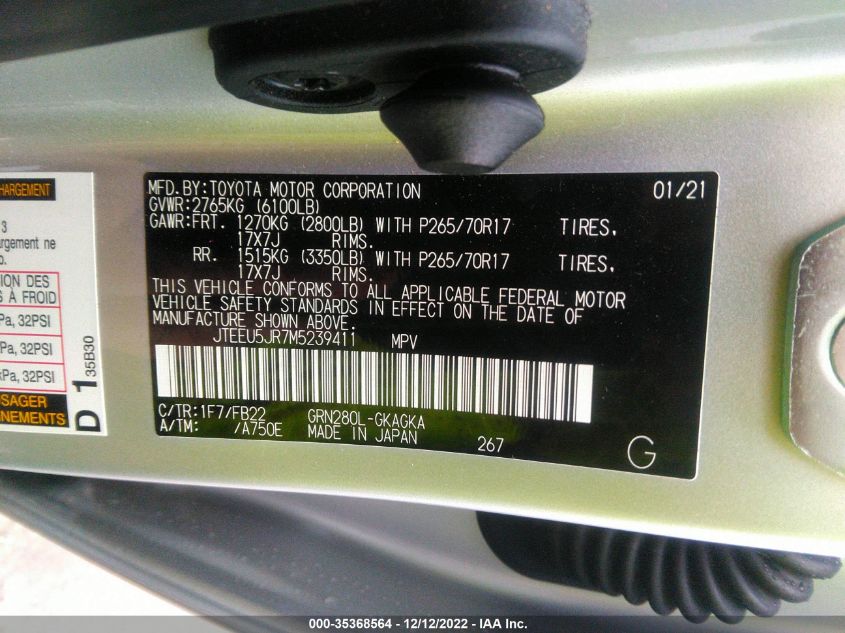 HARGEMENT
3
argement ne
o.
ION DES
S À FROID
Pa, 32PSI
Pa, 32PSI
kPa, 32PSI
SAGER
NEMENTS
D 1 35B30
MFD.BY:TOYOTA MOTOR CORPORATION 01/21
GVWR:2765KG (6100LB)
GAWR:FRT. 1270KG (2800LB) WITH P265/70R17 TIRES.
17X7J RIMS.
RR. 1515KG (3350LB) WITH P265/70R17 TIRES.
17X7J RIMS.
THIS VEHICLE CONFORMS TO ALL APPLICABLE FEDERAL MOTOR
VEHICLE SAFETY STANDARDS IN EFFECT ON THE DATE OF
MANUFACTURE SHOWN ABOVE.
JTEEU5JR7M5239411 MPV
C/TR:1F7/FB22 GRN280L-GKAGKA
A/TM: /A750E MADE IN JAPAN 267 G
000-35368564 - 12/12/2022 - IAA Inc.